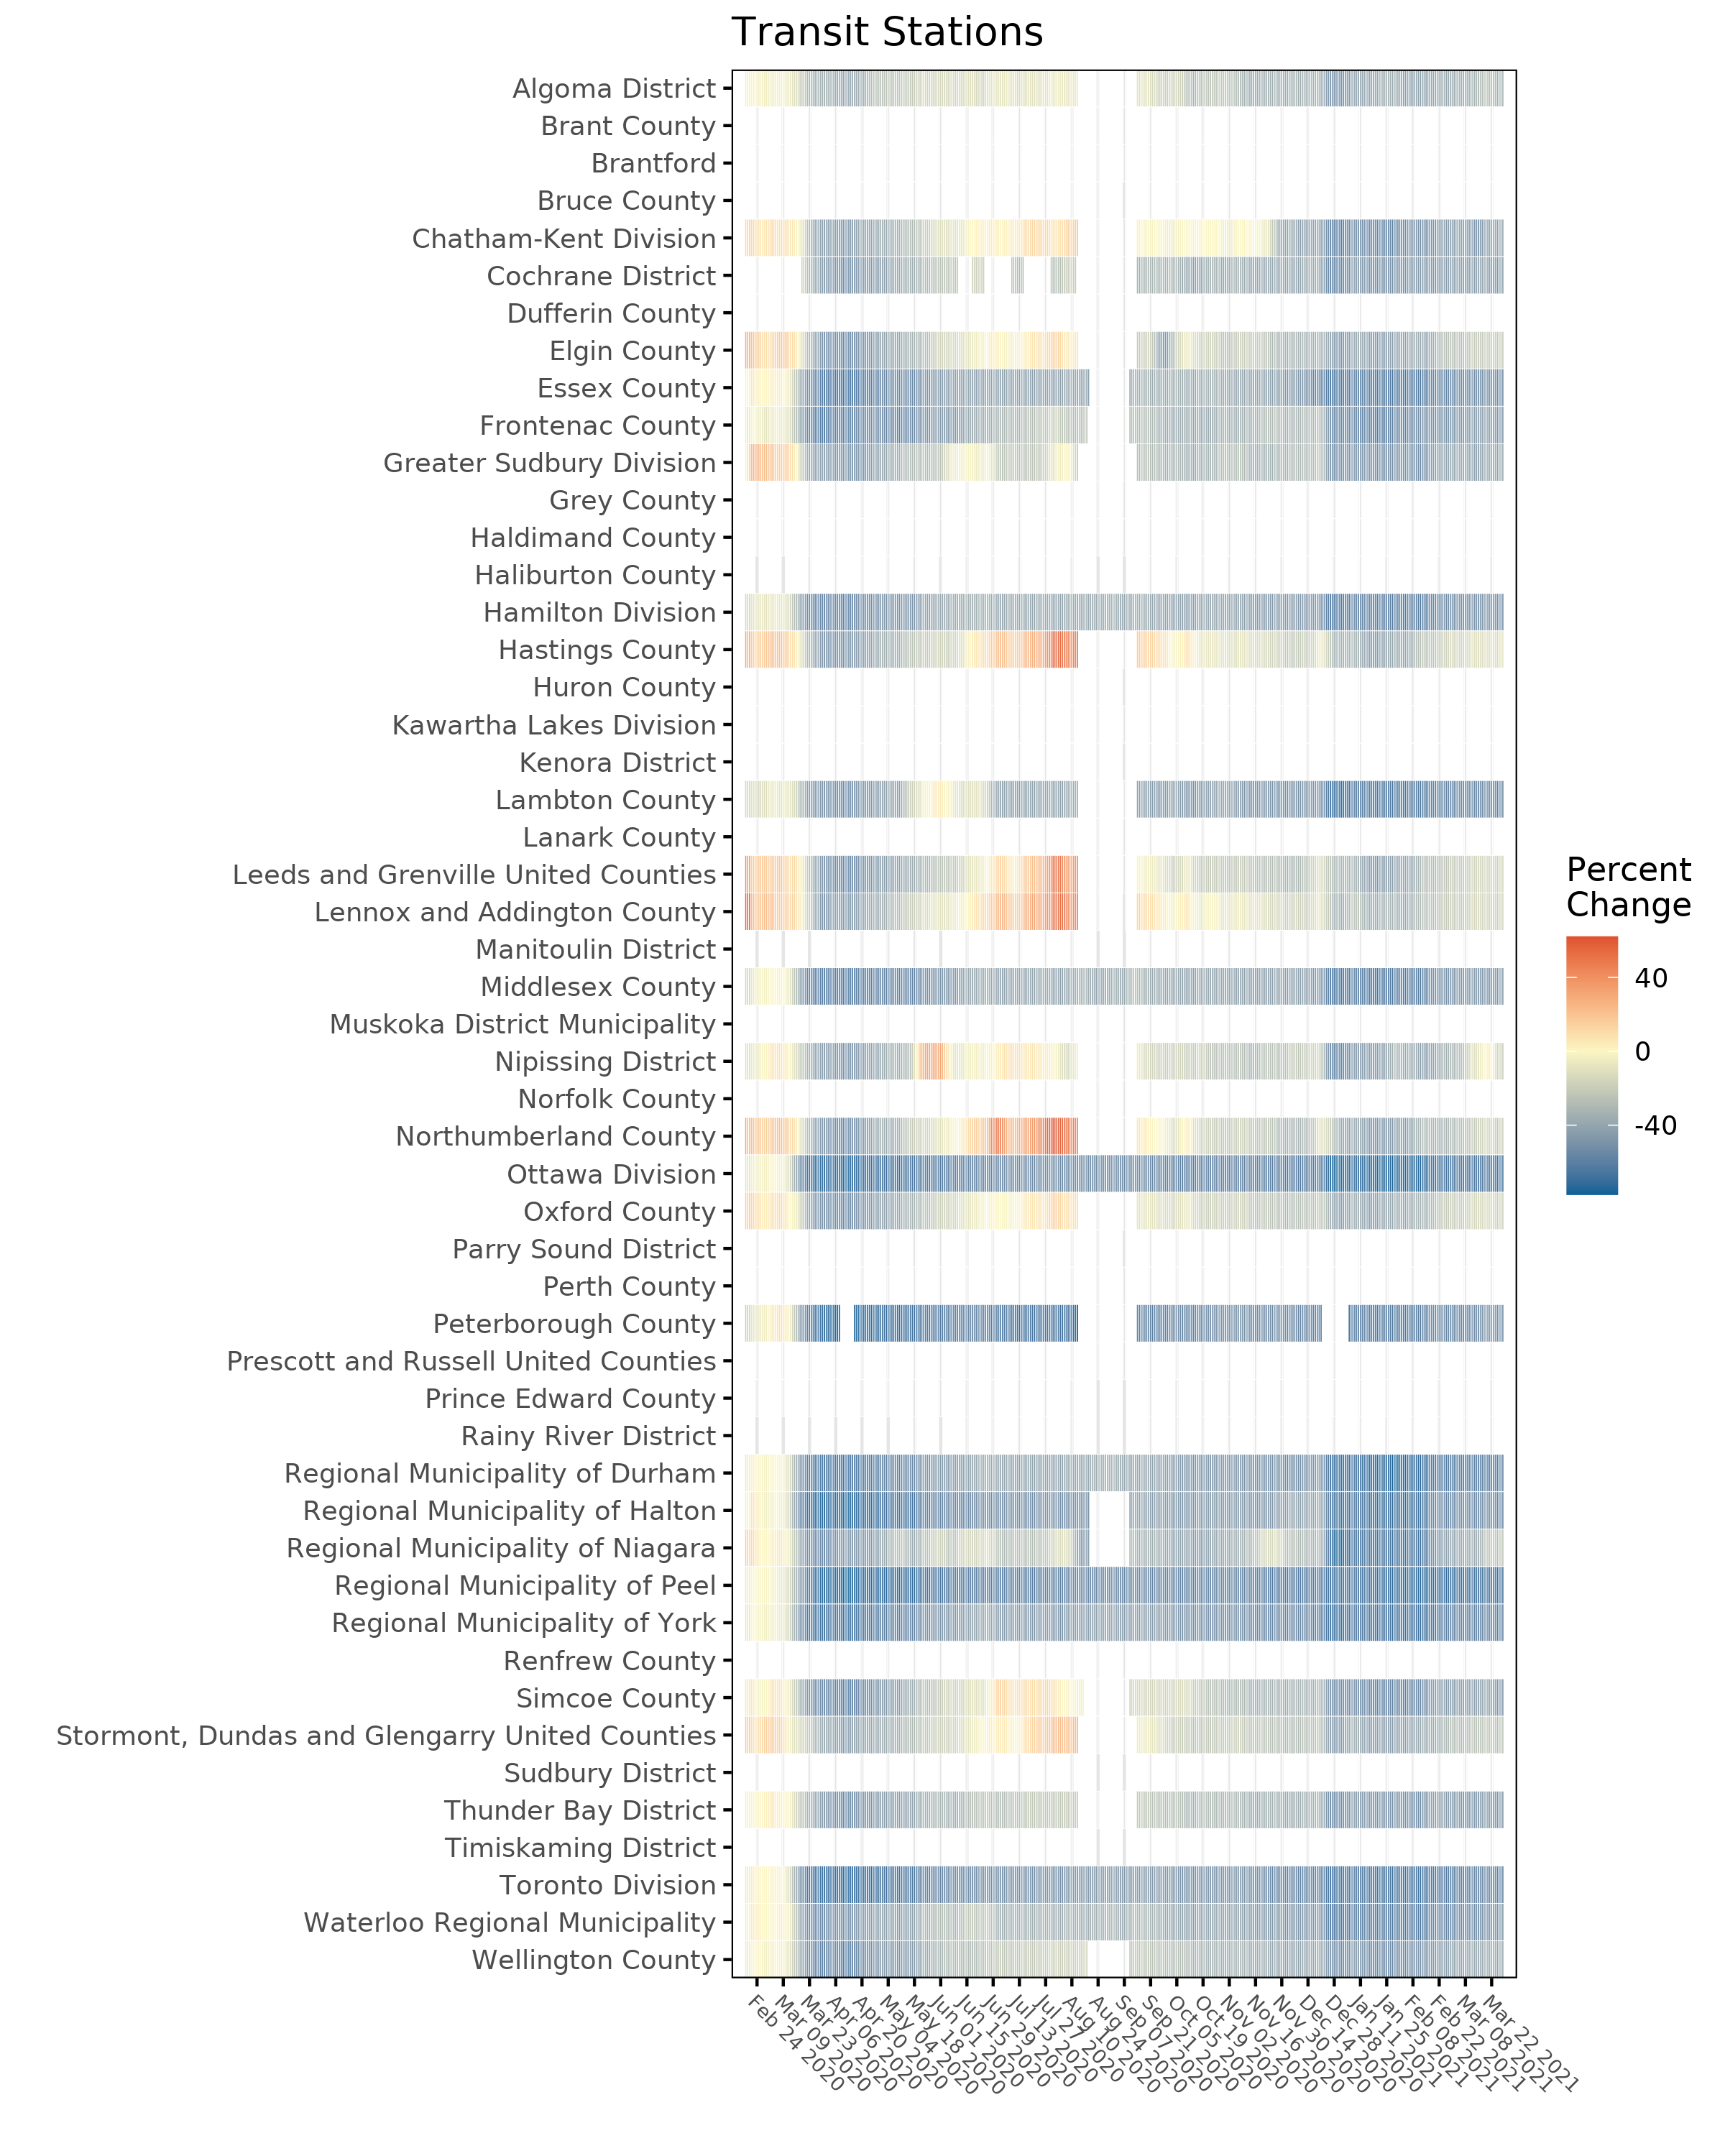 Transit Stations
Algoma District
Brant County
Brantford
Bruce County
Chatham-Kent Division
Cochrane District
Dufferin County
Elgin County
Essex County
Frontenac County
Greater Sudbury Division
Grey County
Haldimand County
Haliburton County
Hamilton Division
Hastings County
Huron County
Kawartha Lakes Division
Kenora District
Lambton County
Lanark County
Leeds and Grenville United Counties
Lennox and Addington County
Manitoulin District
Middlesex County
Muskoka District Municipality
Nipissing District
Norfolk County
Northumberland County
Ottawa Division
Oxford County
Parry Sound District
Perth County
Peterborough County
Prescott and Russell United Counties
Prince Edward County
Rainy River District
Regional Municipality of Durham
Regional Municipality of Halton
Regional Municipality of Niagara
Regional Municipality of Peel
Regional Municipality of York
Renfrew County
Simcoe County
Stormont, Dundas and Glengarry United Counties
Sudbury District
Thunder Bay District
Timiskaming District
Toronto Division
Waterloo Regional Municipality
Wellington County
Feb 24 2020
Mar 09 2020
Mar 23 2020
Apr 06 2020
Apr 20 2020
May 04 2020
May 18 2020
Jun 01 2020
Jun 15 2020
Jun 29 2020
Jul 13 2020
Jul 27 2020
Aug 10 2020
Aug 24 2020
Sep 07 2020
Sep 21 2020
Oct 05 2020
Oct 19 2020
Nov 02 2020
Nov 16 2020
Nov 30 2020
Dec 14 2020
Dec 28 2020
Jan 11 2021
Jan 25 2021
Feb 08 2021
Feb 22 2021
Mar 08 2021
Mar 22 2021
Percent
Change
40
0
-40